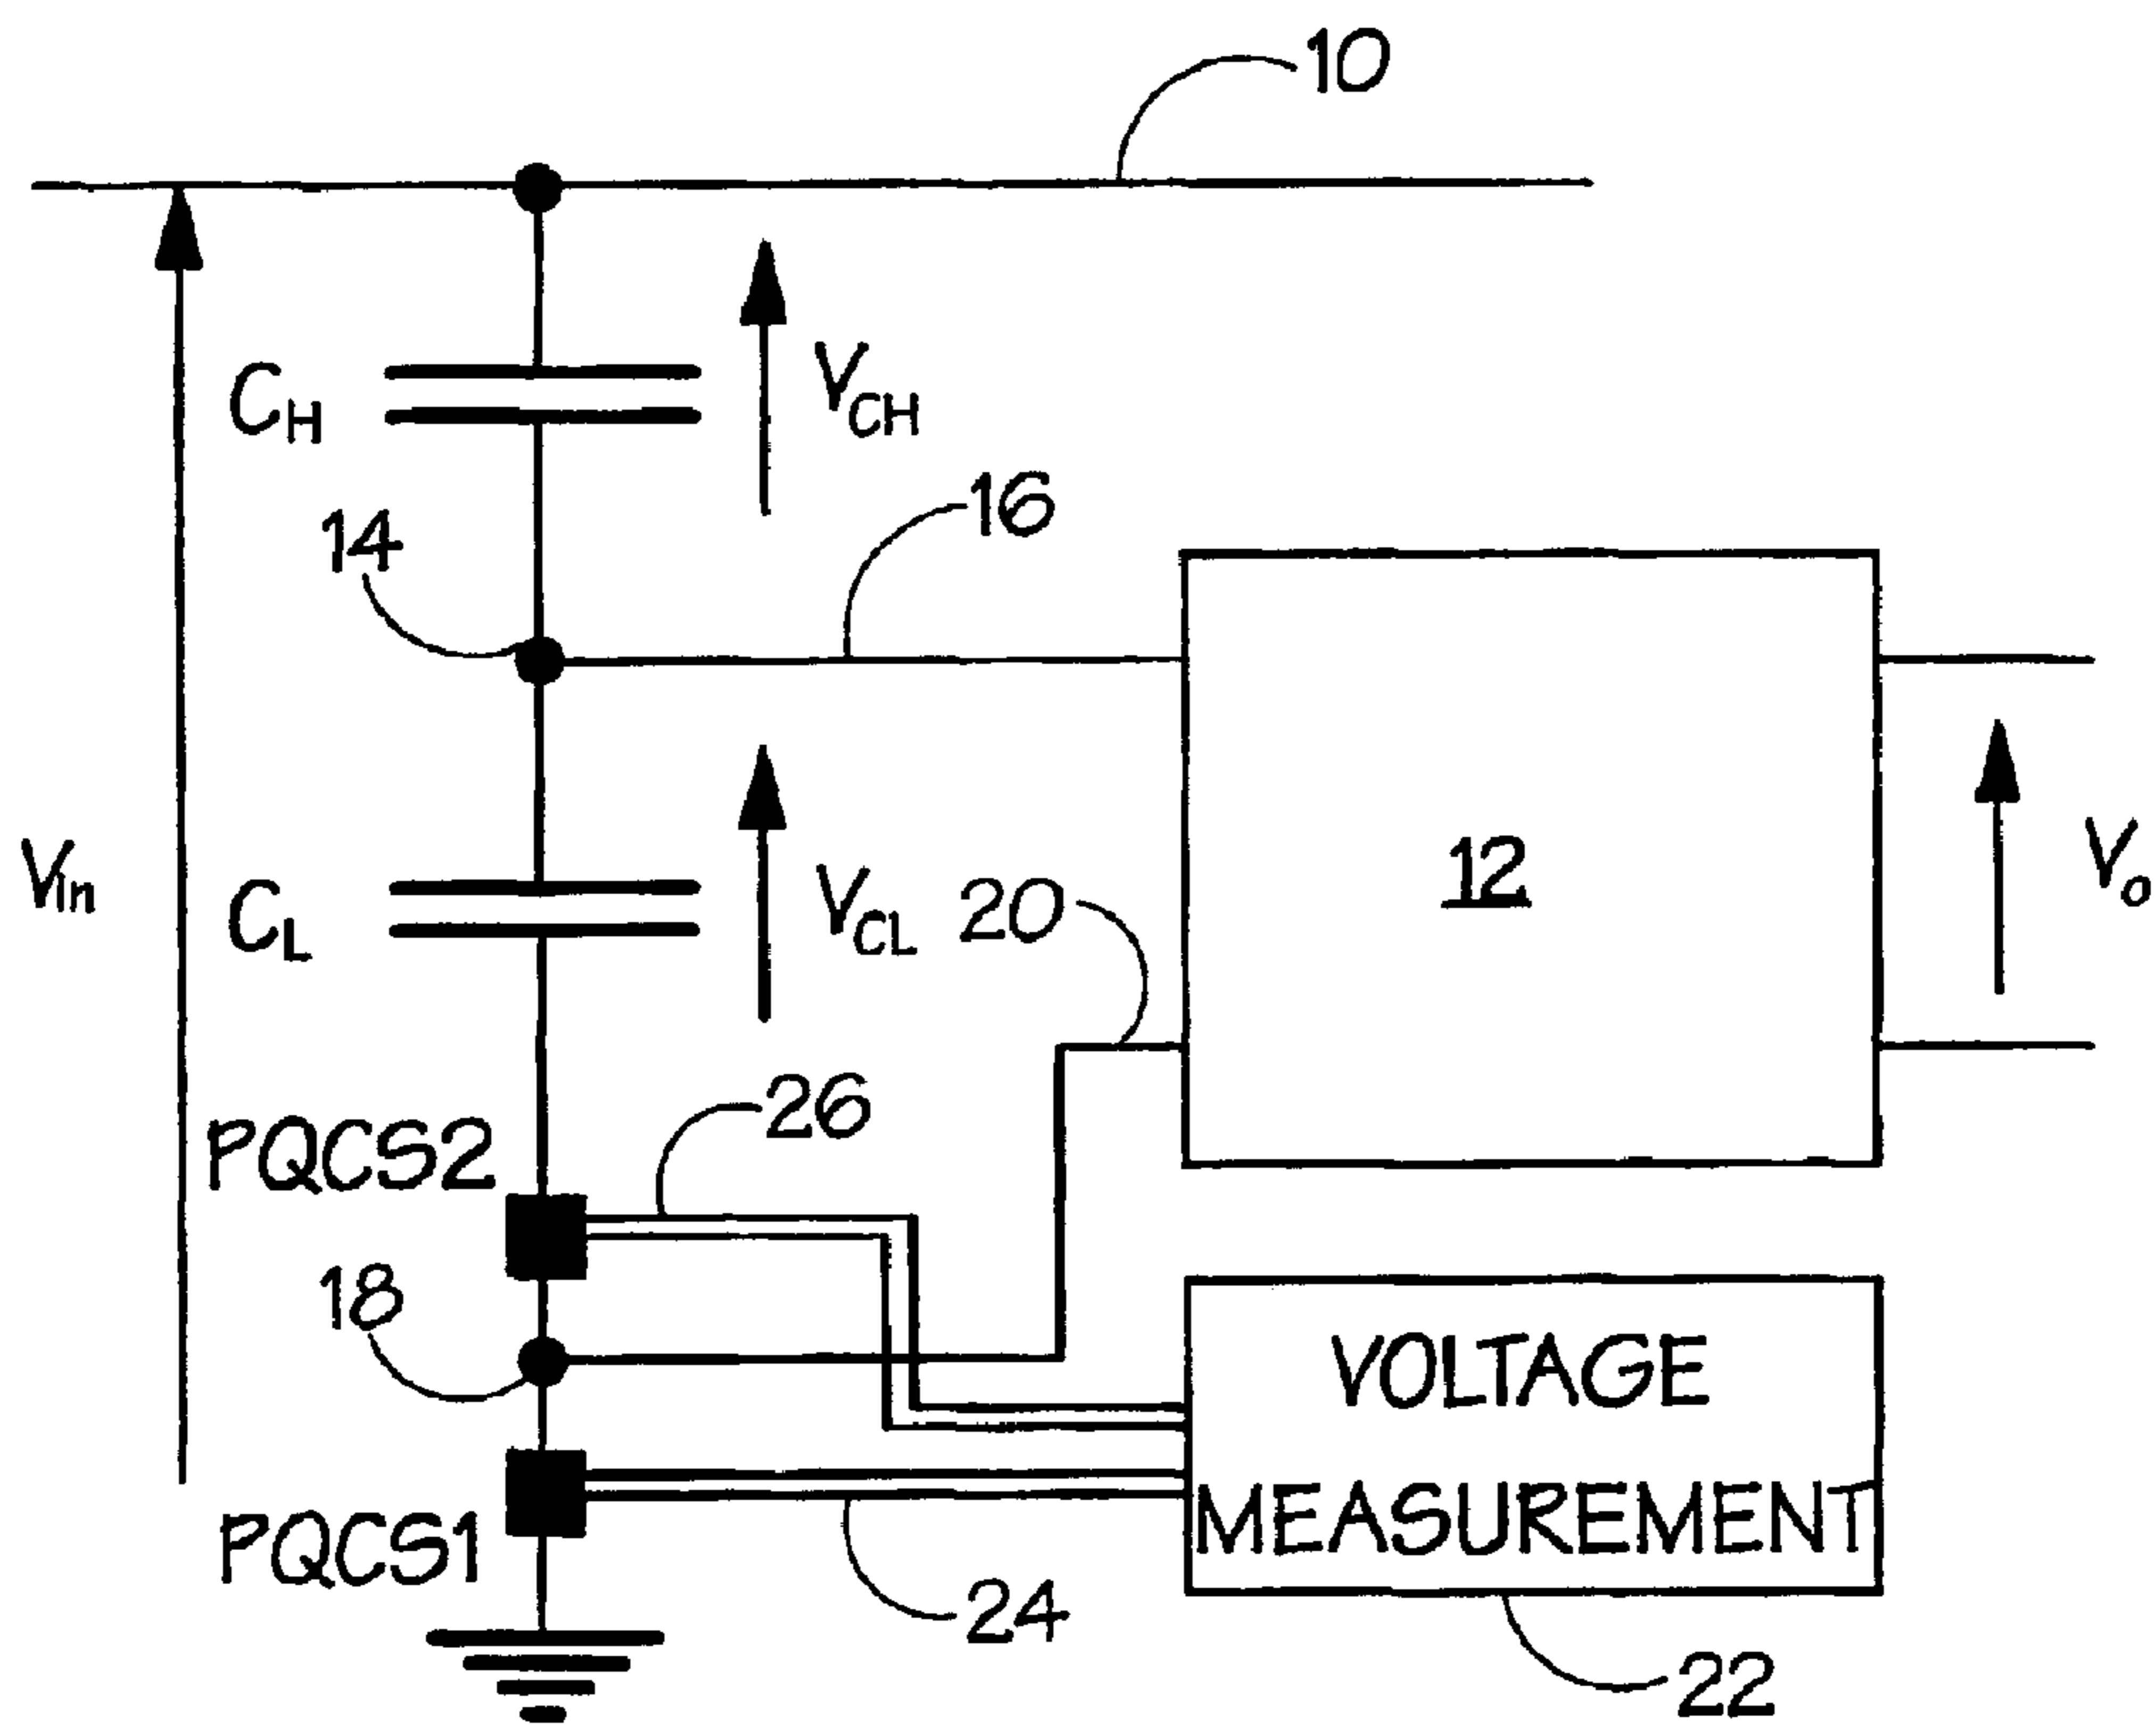 10
C_H
V_CH
16
14
V_in
C_L
V_CL
20
12
V_o
26
PQCS2
18
VOLTAGE
MEASUREMENT
PQCS1
24
22